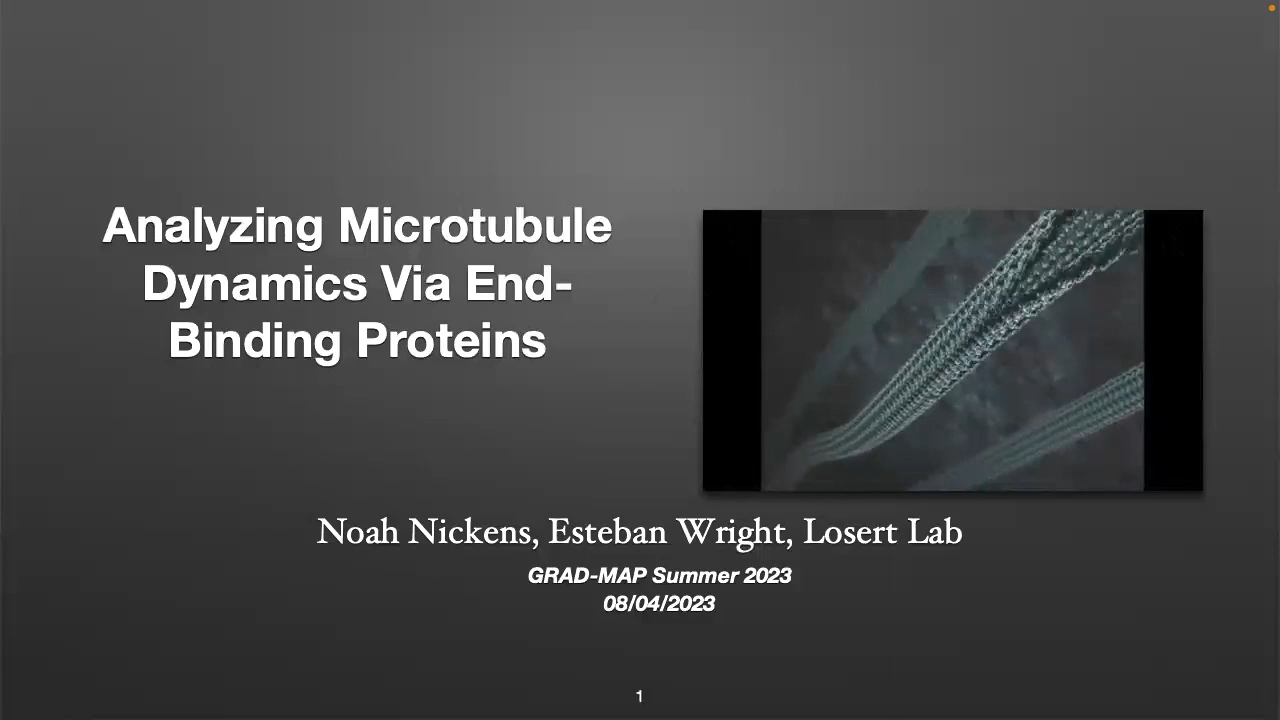 Analyzing Microtubule
Dynamics Via End-
Binding Proteins
Noah Nickens, Esteban Wright, Losert Lab
GRAD-MAP Summer 2023
08/04/2023
1